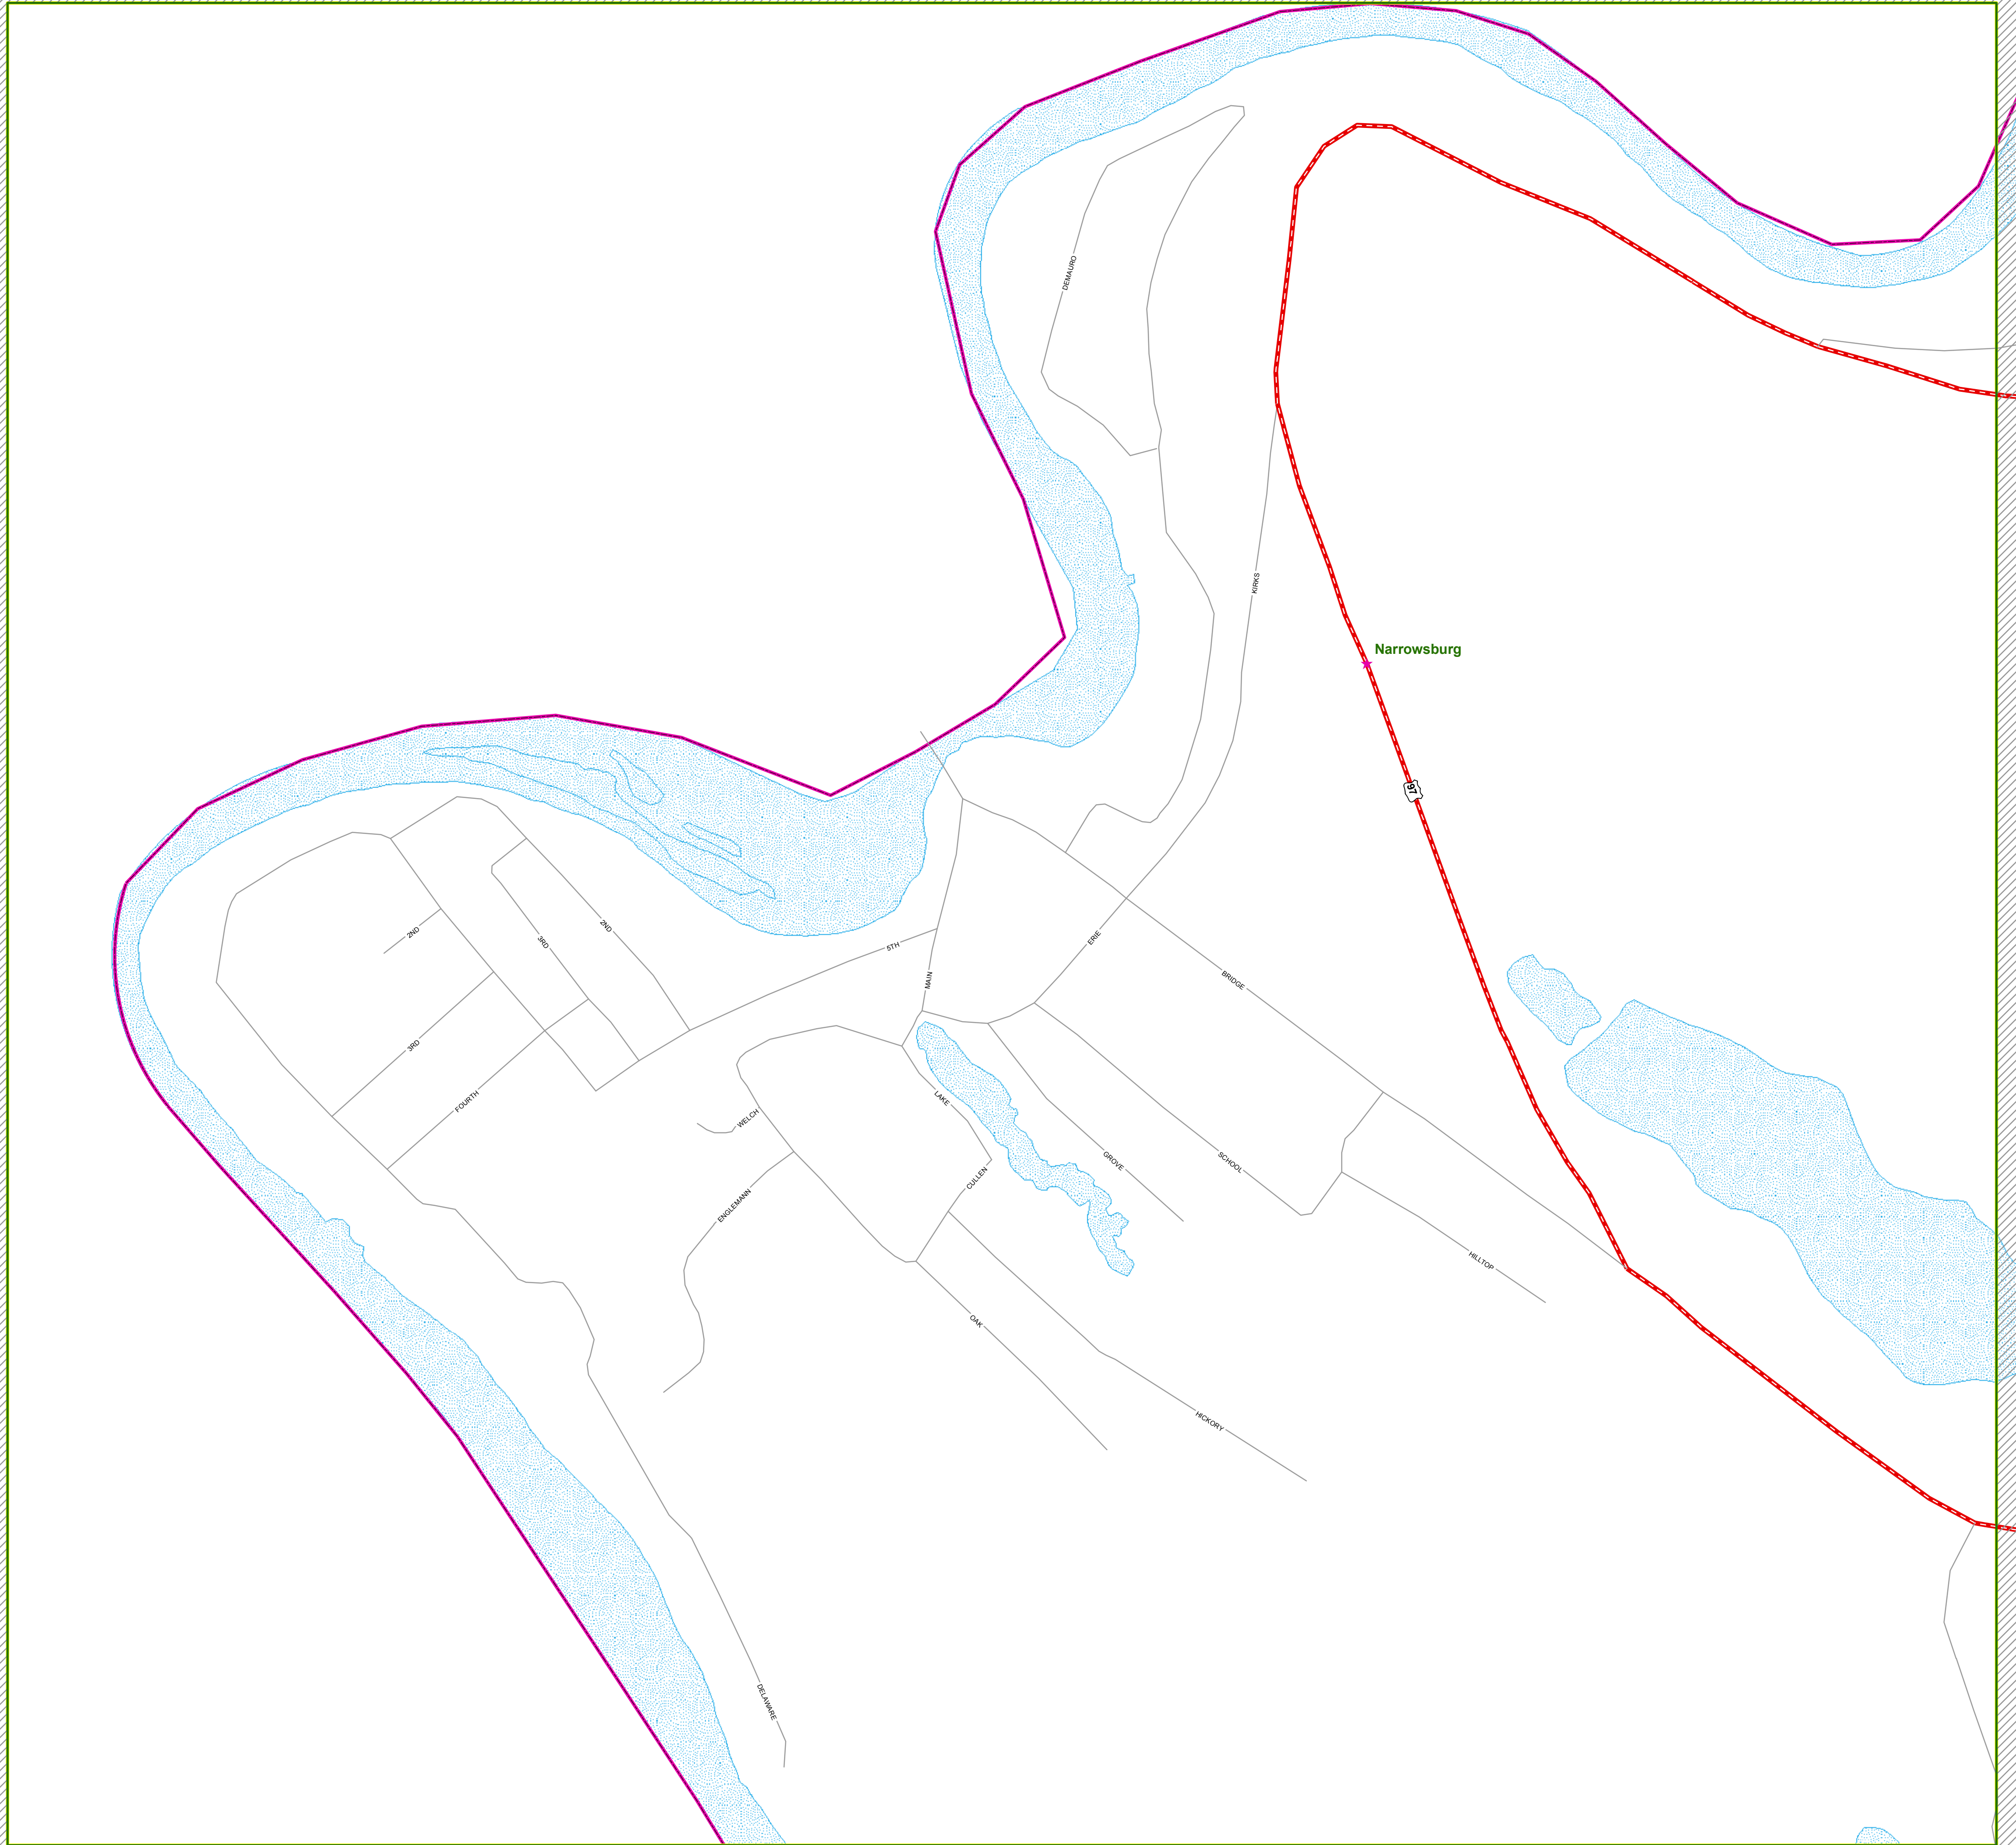 DEMAURO
KIRKS
Narrowsburg
97
2ND
3RD
2ND
5TH
ERIE
MAIN
BRIDGE
3RD
FOURTH
WELCH
LAKE
GROVE
SCHOOL
CULLEN
ENGLEMANN
HILLTOP
OAK
HICKORY
DELAWARE